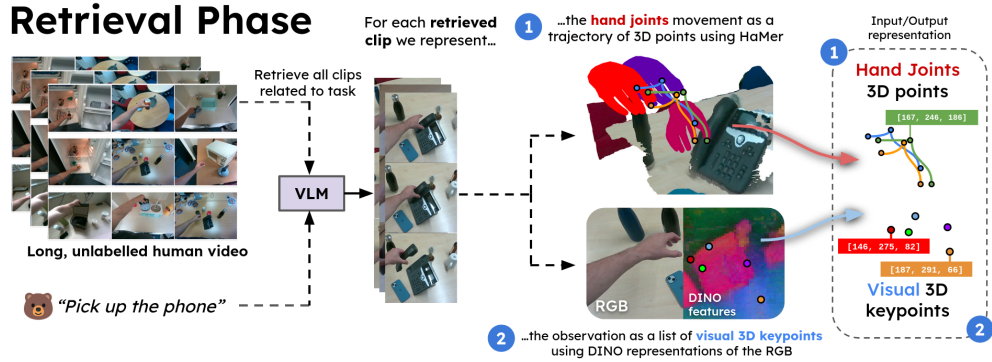 Retrieval Phase
Retrieve all clips
related to task
VLM
Long, unlabelled human video
“Pick up the phone”
For each retrieved
clip we represent...
1
...the hand joints movement as a
trajectory of 3D points using HaMer
RGB
DINO
features
2
...the observation as a list of visual 3D keypoints
using DINO representations of the RGB
Input/Output
representation
1
Hand Joints
3D points
[167, 246, 186]
[146, 275, 82]
[187, 291, 66]
Visual 3D
keypoints
2